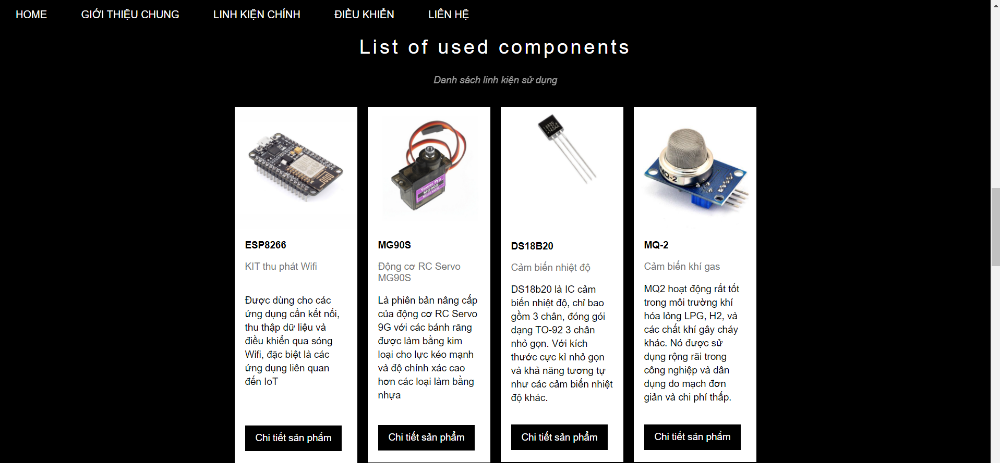 HOME GIỚI THIỆU CHUNG LINH KIỆN CHÍNH ĐIỀU KHIỂN LIÊN HỆ
List of used components
Danh sách linh kiện sử dụng
18B20
Tower Pro
MG90S
Micro Servo
MQ-2
ESP8266
KIT thu phát Wifi
Được dùng cho các
ứng dụng cần kết nối,
thu thập dữ liệu và
điều khiển qua sóng
Wifi, đặc biệt là các
ứng dụng liên quan
đến IoT
Chi tiết sản phẩm
MG90S
Động cơ RC Servo
MG90S
Là phiên bản nâng cấp
của động cơ RC Servo
9G với các bánh răng
được làm bằng kim
loại cho lực kéo mạnh
và độ chính xác cao
hơn các loại làm bằng
nhựa
Chi tiết sản phẩm
DS18B20
Cảm biến nhiệt độ
DS18b20 là IC cảm
biến nhiệt độ, chỉ bao
gồm 3 chân, đóng gói
dạng TO-92 3 chân
nhỏ gọn. Với kích
thước cực kì nhỏ gọn
và khả năng tương tự
như các cảm biến nhiệt
độ khác.
Chi tiết sản phẩm
MQ-2
Cảm biến khí gas
MQ2 hoạt động rất tốt
trong môi trường khí
hóa lỏng LPG, H2, và
các chất khí gây cháy
khác. Nó được sử
dụng rộng rãi trong
công nghiệp và dân
dụng do mạch đơn
giản và chi phí thấp.
Chi tiết sản phẩm